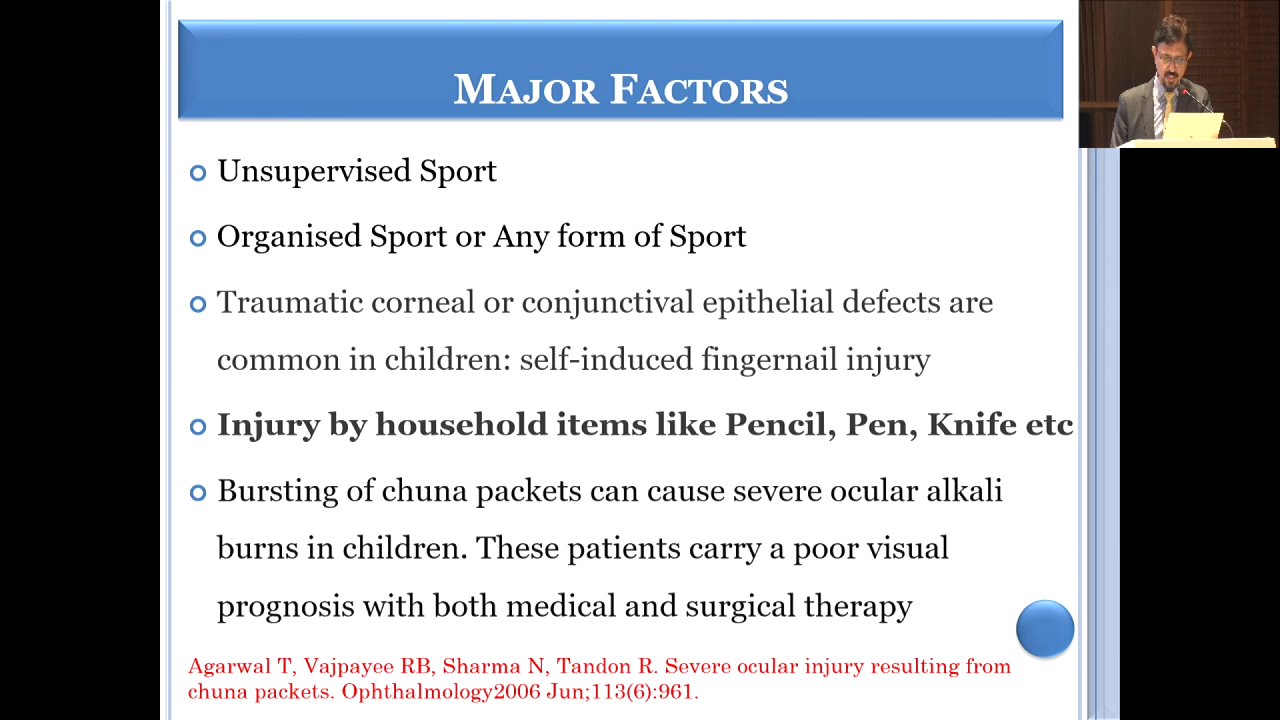 MAJOR FACTORS
Unsupervised Sport
Organised Sport or Any form of Sport
Traumatic corneal or conjunctival epithelial defects are
common in children: self-induced fingernail injury
Injury by household items like Pencil, Pen, Knife etc
Bursting of chuna packets can cause severe ocular alkali
burns in children. These patients carry a poor visual
prognosis with both medical and surgical therapy
Agarwal T, Vajpayee RB, Sharma N, Tandon R. Severe ocular injury resulting from
chuna packets. Ophthalmology2006 Jun;113(6):961.